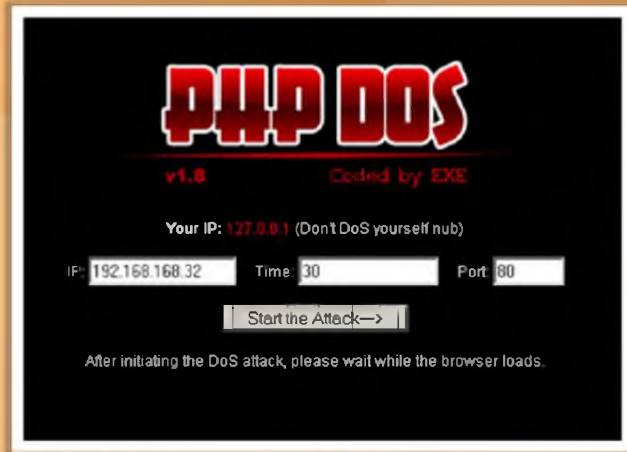 PHP DOS
v1.8 Coded by EXE
Your IP: 127.0.0.1 (Don't DoS yourself nub)
IP: 192.168.168.32 Time: 30 Port: 80
Start the Attack—>
After initiating the DoS attack, please wait while the browser loads.